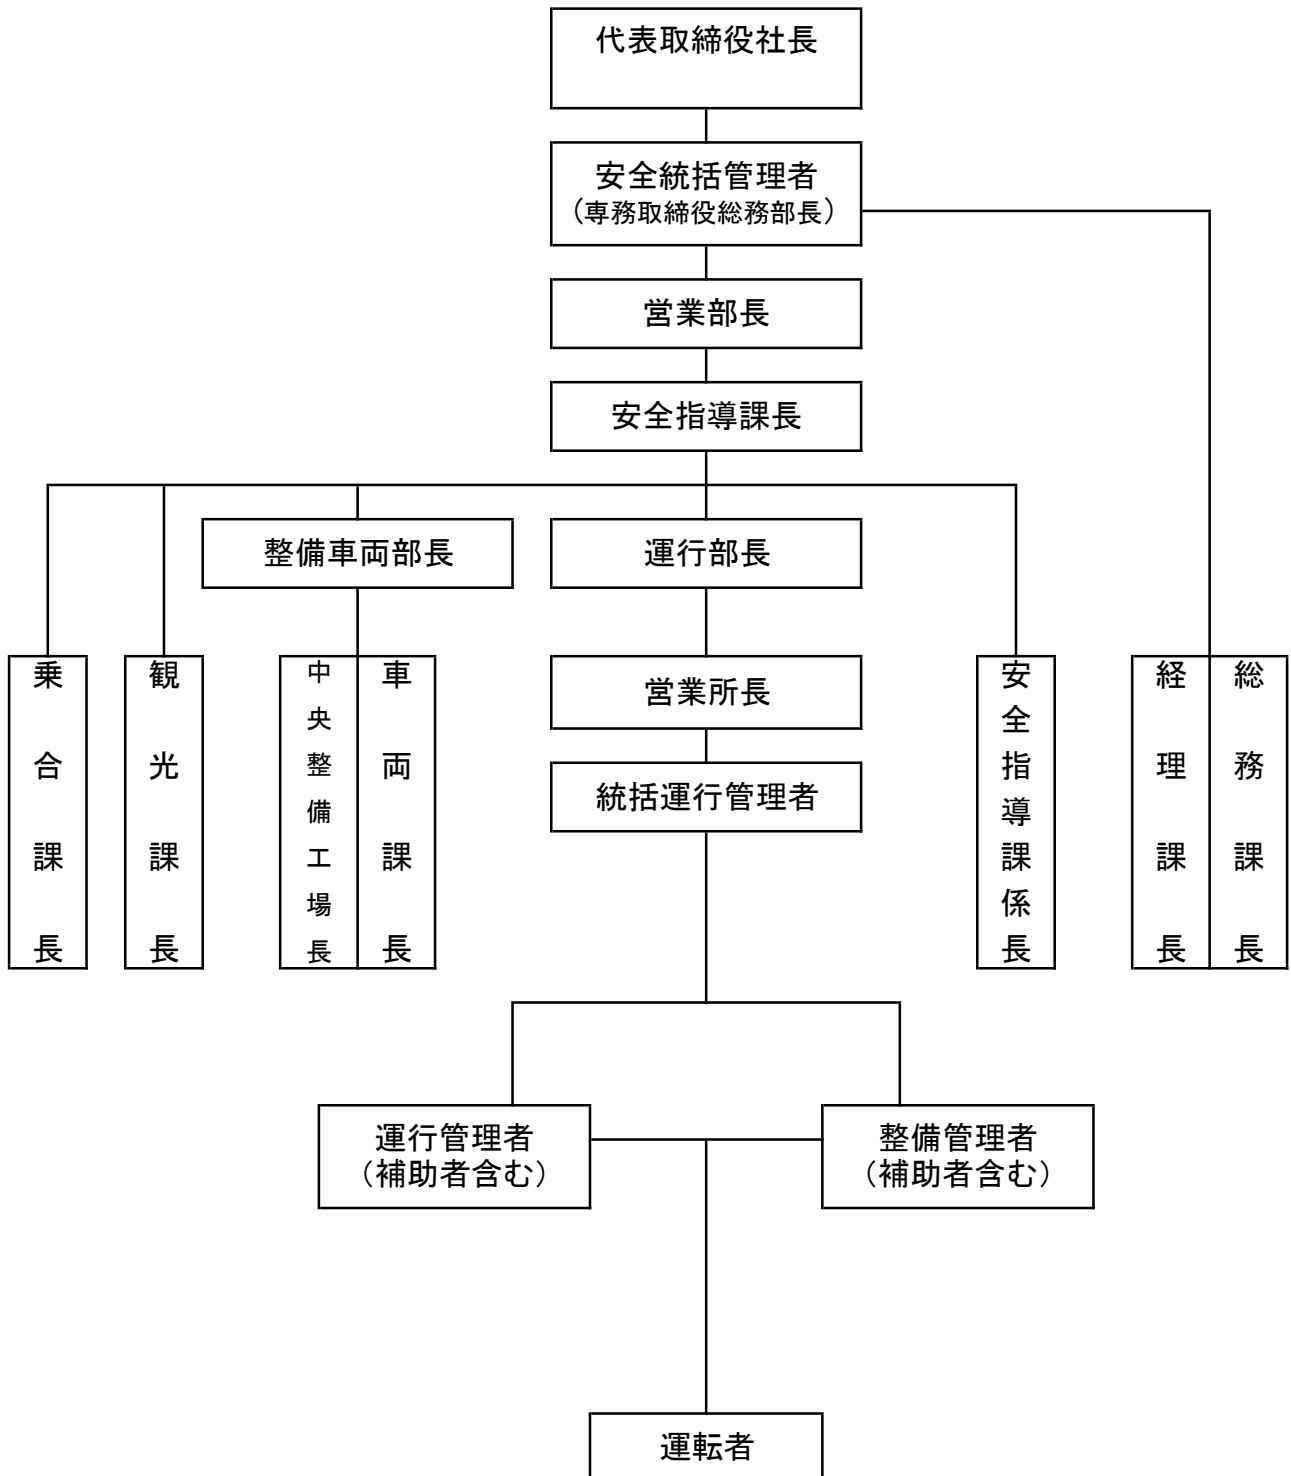 代表取締役社長
安全統括管理者
（専務取締役総務部長）
営業部長
安全指導課長
整備車両部長
運行部長
乗合課長
観光課長
中央整備工場長
車両課長
営業所長
統括運行管理者
安全指導課係長
経理課長
総務課長
運行管理者
（補助者含む）
整備管理者
（補助者含む）
運転者